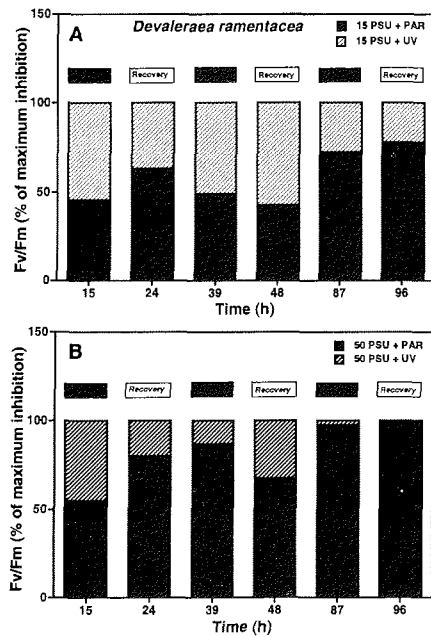 150
A
Devaleraea ramentacea
15 PSU + PAR
15 PSU + UV
Recovery
Recovery
Recovery
100
50
0
Fv/Fm (% of maximum inhibition)
15
24
39
48
87
96
Time (h)
150
B
50 PSU + PAR
50 PSU + UV
Recovery
Recovery
Recovery
100
50
0
Fv/Fm (% of maximum inhibition)
15
24
39
48
87
96
Time (h)